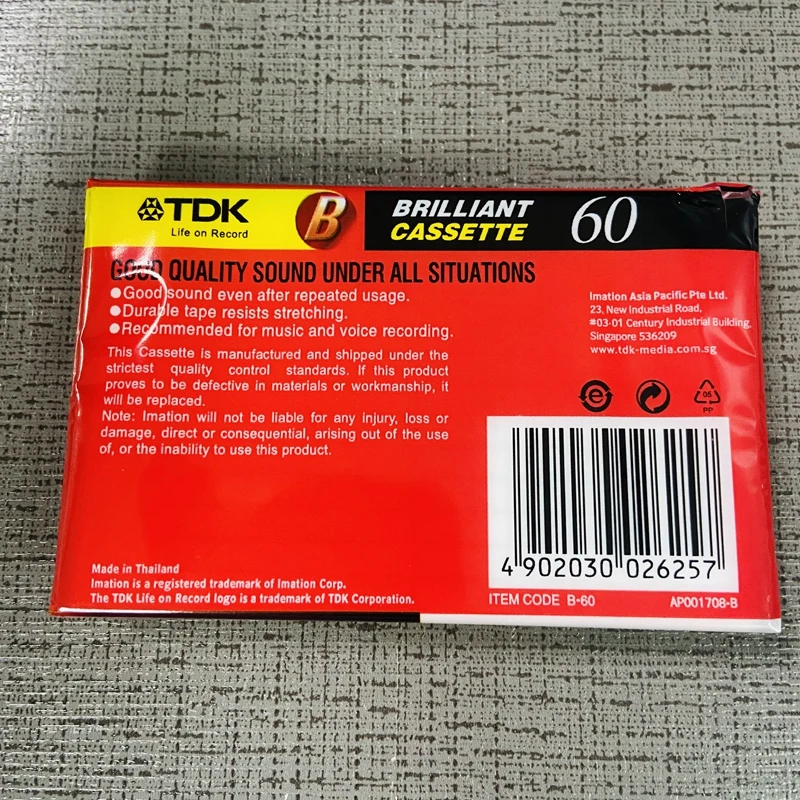 TDK
Life on Record
B
BRILLIANT
CASSETTE
60
GOOD QUALITY SOUND UNDER ALL SITUATIONS
●Good sound even after repeated usage.
●Durable tape resists stretching.
●Recommended for music and voice recording.
This Cassette is manufactured and shipped under the
strictest quality control standards. If this product
proves to be defective in materials or workmanship, it
will be replaced.
Note: Imation will not be liable for any injury, loss or
damage, direct or consequential, arising out of the use
of, or the inability to use this product.
Imation Asia Pacific Pte Ltd.
23, New Industrial Road,
#03-01 Century Industrial Building,
Singapore 536209
www.tdk-media.com.sg
e
05
PP
4 902030 026257
ITEM CODE B-60
AP001708-B
Made in Thailand
Imation is a registered trademark of Imation Corp.
The TDK Life on Record logo is a trademark of TDK Corporation.